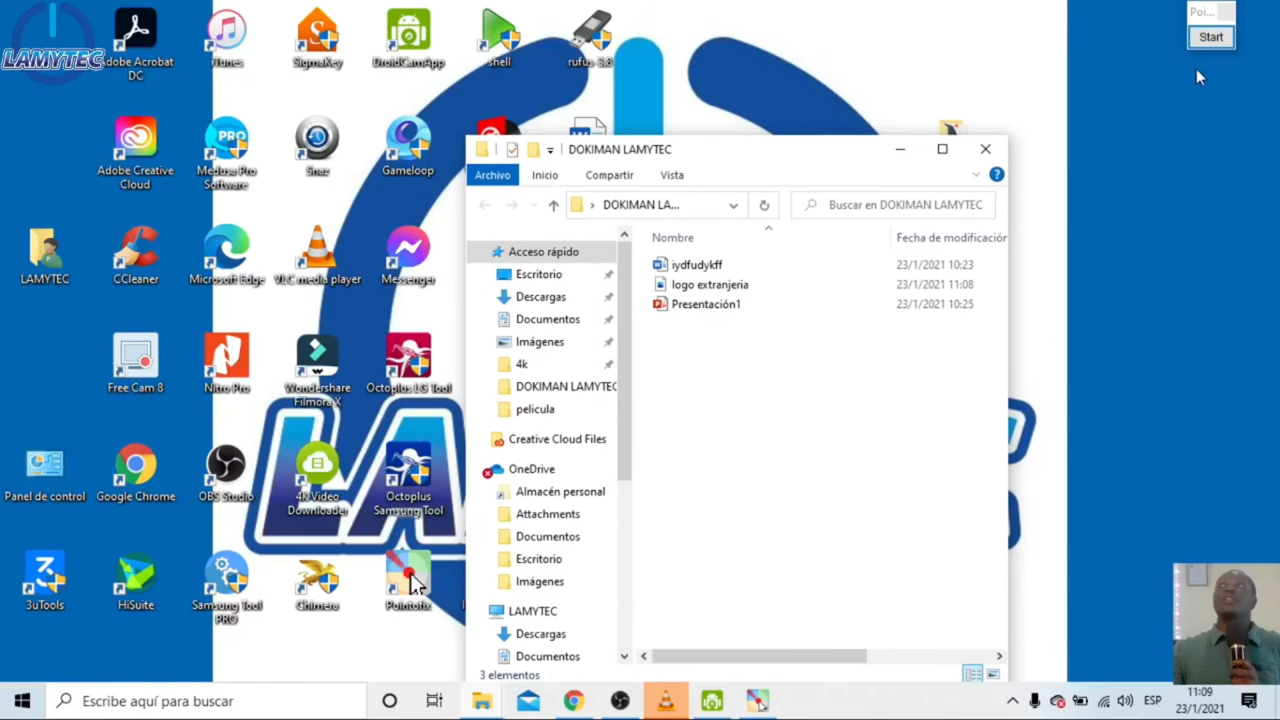 LAMYTEC
Adobe Acrobat
DC
iTunes
SigmaKey
DroidCamApp
shell
rufus-3.8
Poi...
Start
Adobe Creative
Cloud
Medusa Pro
Software
Snaz
Gameloop
LAMYTEC
CCleaner
Microsoft Edge
VLC media player
Messenger
Free Cam 8
Nitro Pro
Wondershare
Filmora X
Octoplus LG Tool
Panel de control
Google Chrome
OBS Studio
4K Video
Downloader
Octoplus
Samsung Tool
3uTools
HiSuite
Samsung Tool
PRO
Chimera
Pointofix
DOKIMAN LAMYTEC
Archivo
Inicio
Compartir
Vista
DOKIMAN LA...
Buscar en DOKIMAN LAMYTEC
Nombre
Fecha de modificación
iydfudykff
23/1/2021 10:23
logo extranjeria
23/1/2021 11:08
Presentación1
23/1/2021 10:25
Acceso rápido
Escritorio
Descargas
Documentos
Imágenes
4k
DOKIMAN LAMYTEC
pelicula
Creative Cloud Files
OneDrive
Almacén personal
Attachments
Documentos
Escritorio
Imágenes
LAMYTEC
Descargas
Documentos
3 elementos
Escribe aquí para buscar
ESP
11:09
23/1/2021